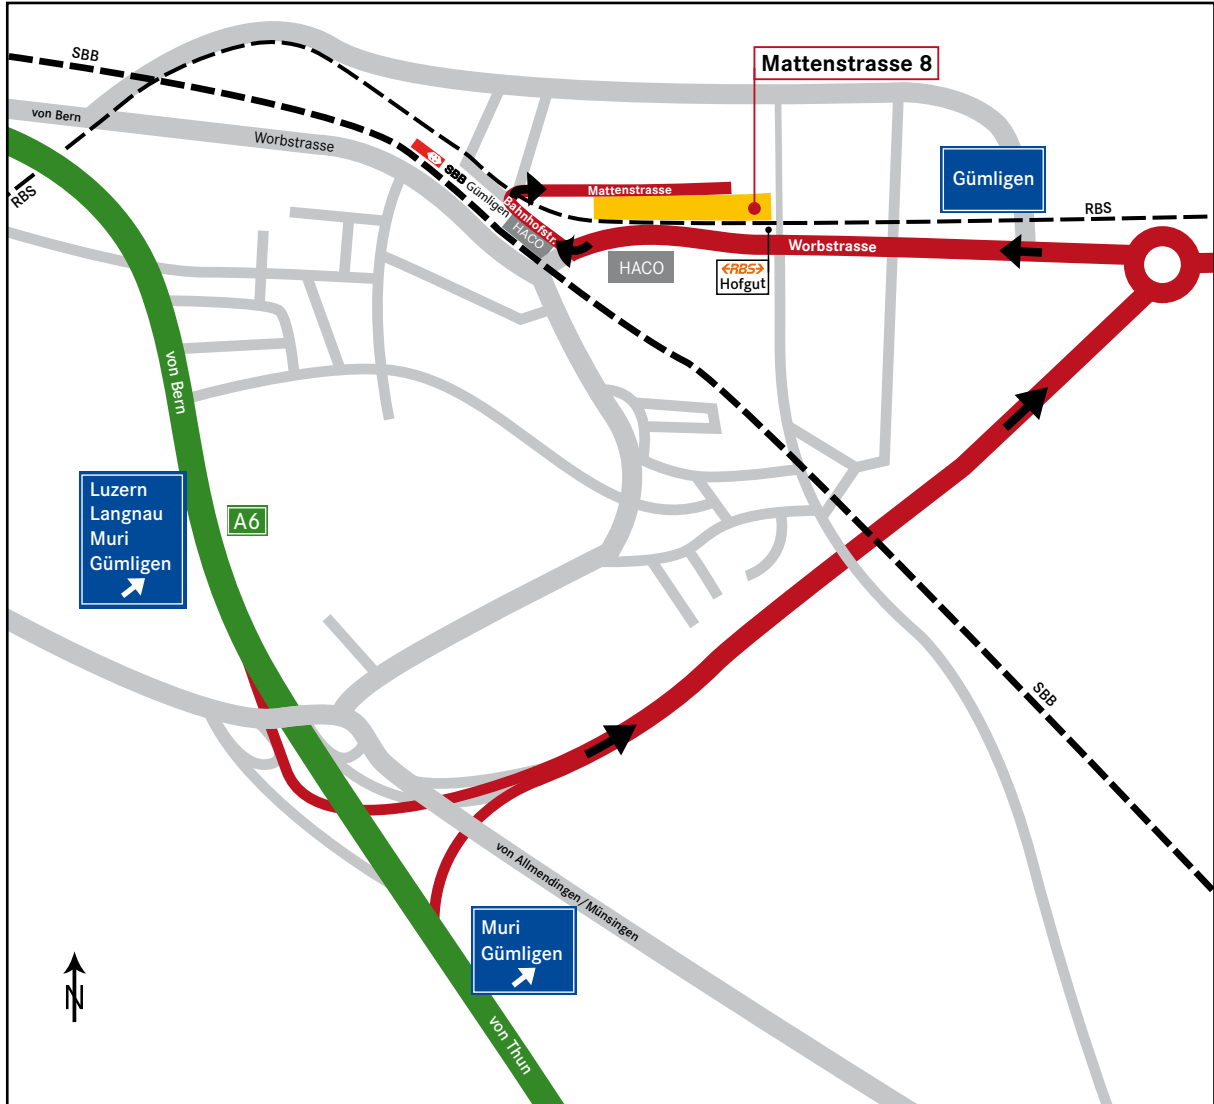 SBB
Mattenstrasse 8
von Bern
Worbstrasse
SBB Gümligen
Gümligen
RBS
Mattenstrasse
Bahnhofstr.
RBS
HACO
Worbstrasse
HACO
RBS
Hofgut
von Bern
Luzern
Langnau
Muri
Gümligen
A6
SBB
von Allmendingen/Münsingen
Muri
Gümligen
N
von Thun